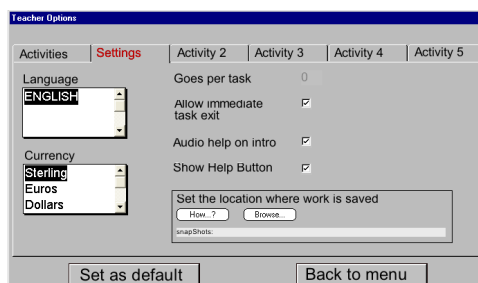 Teacher Options
Activities Settings Activity 2 Activity 3 Activity 4 Activity 5
Language
ENGLISH
Currency
Sterling
Euros
Dollars
Goes per task 0
Allow immediate
task exit
Audio help on intro
Show Help Button
Set the location where work is saved
How...? Browse...
snapShots:
Set as default Back to menu